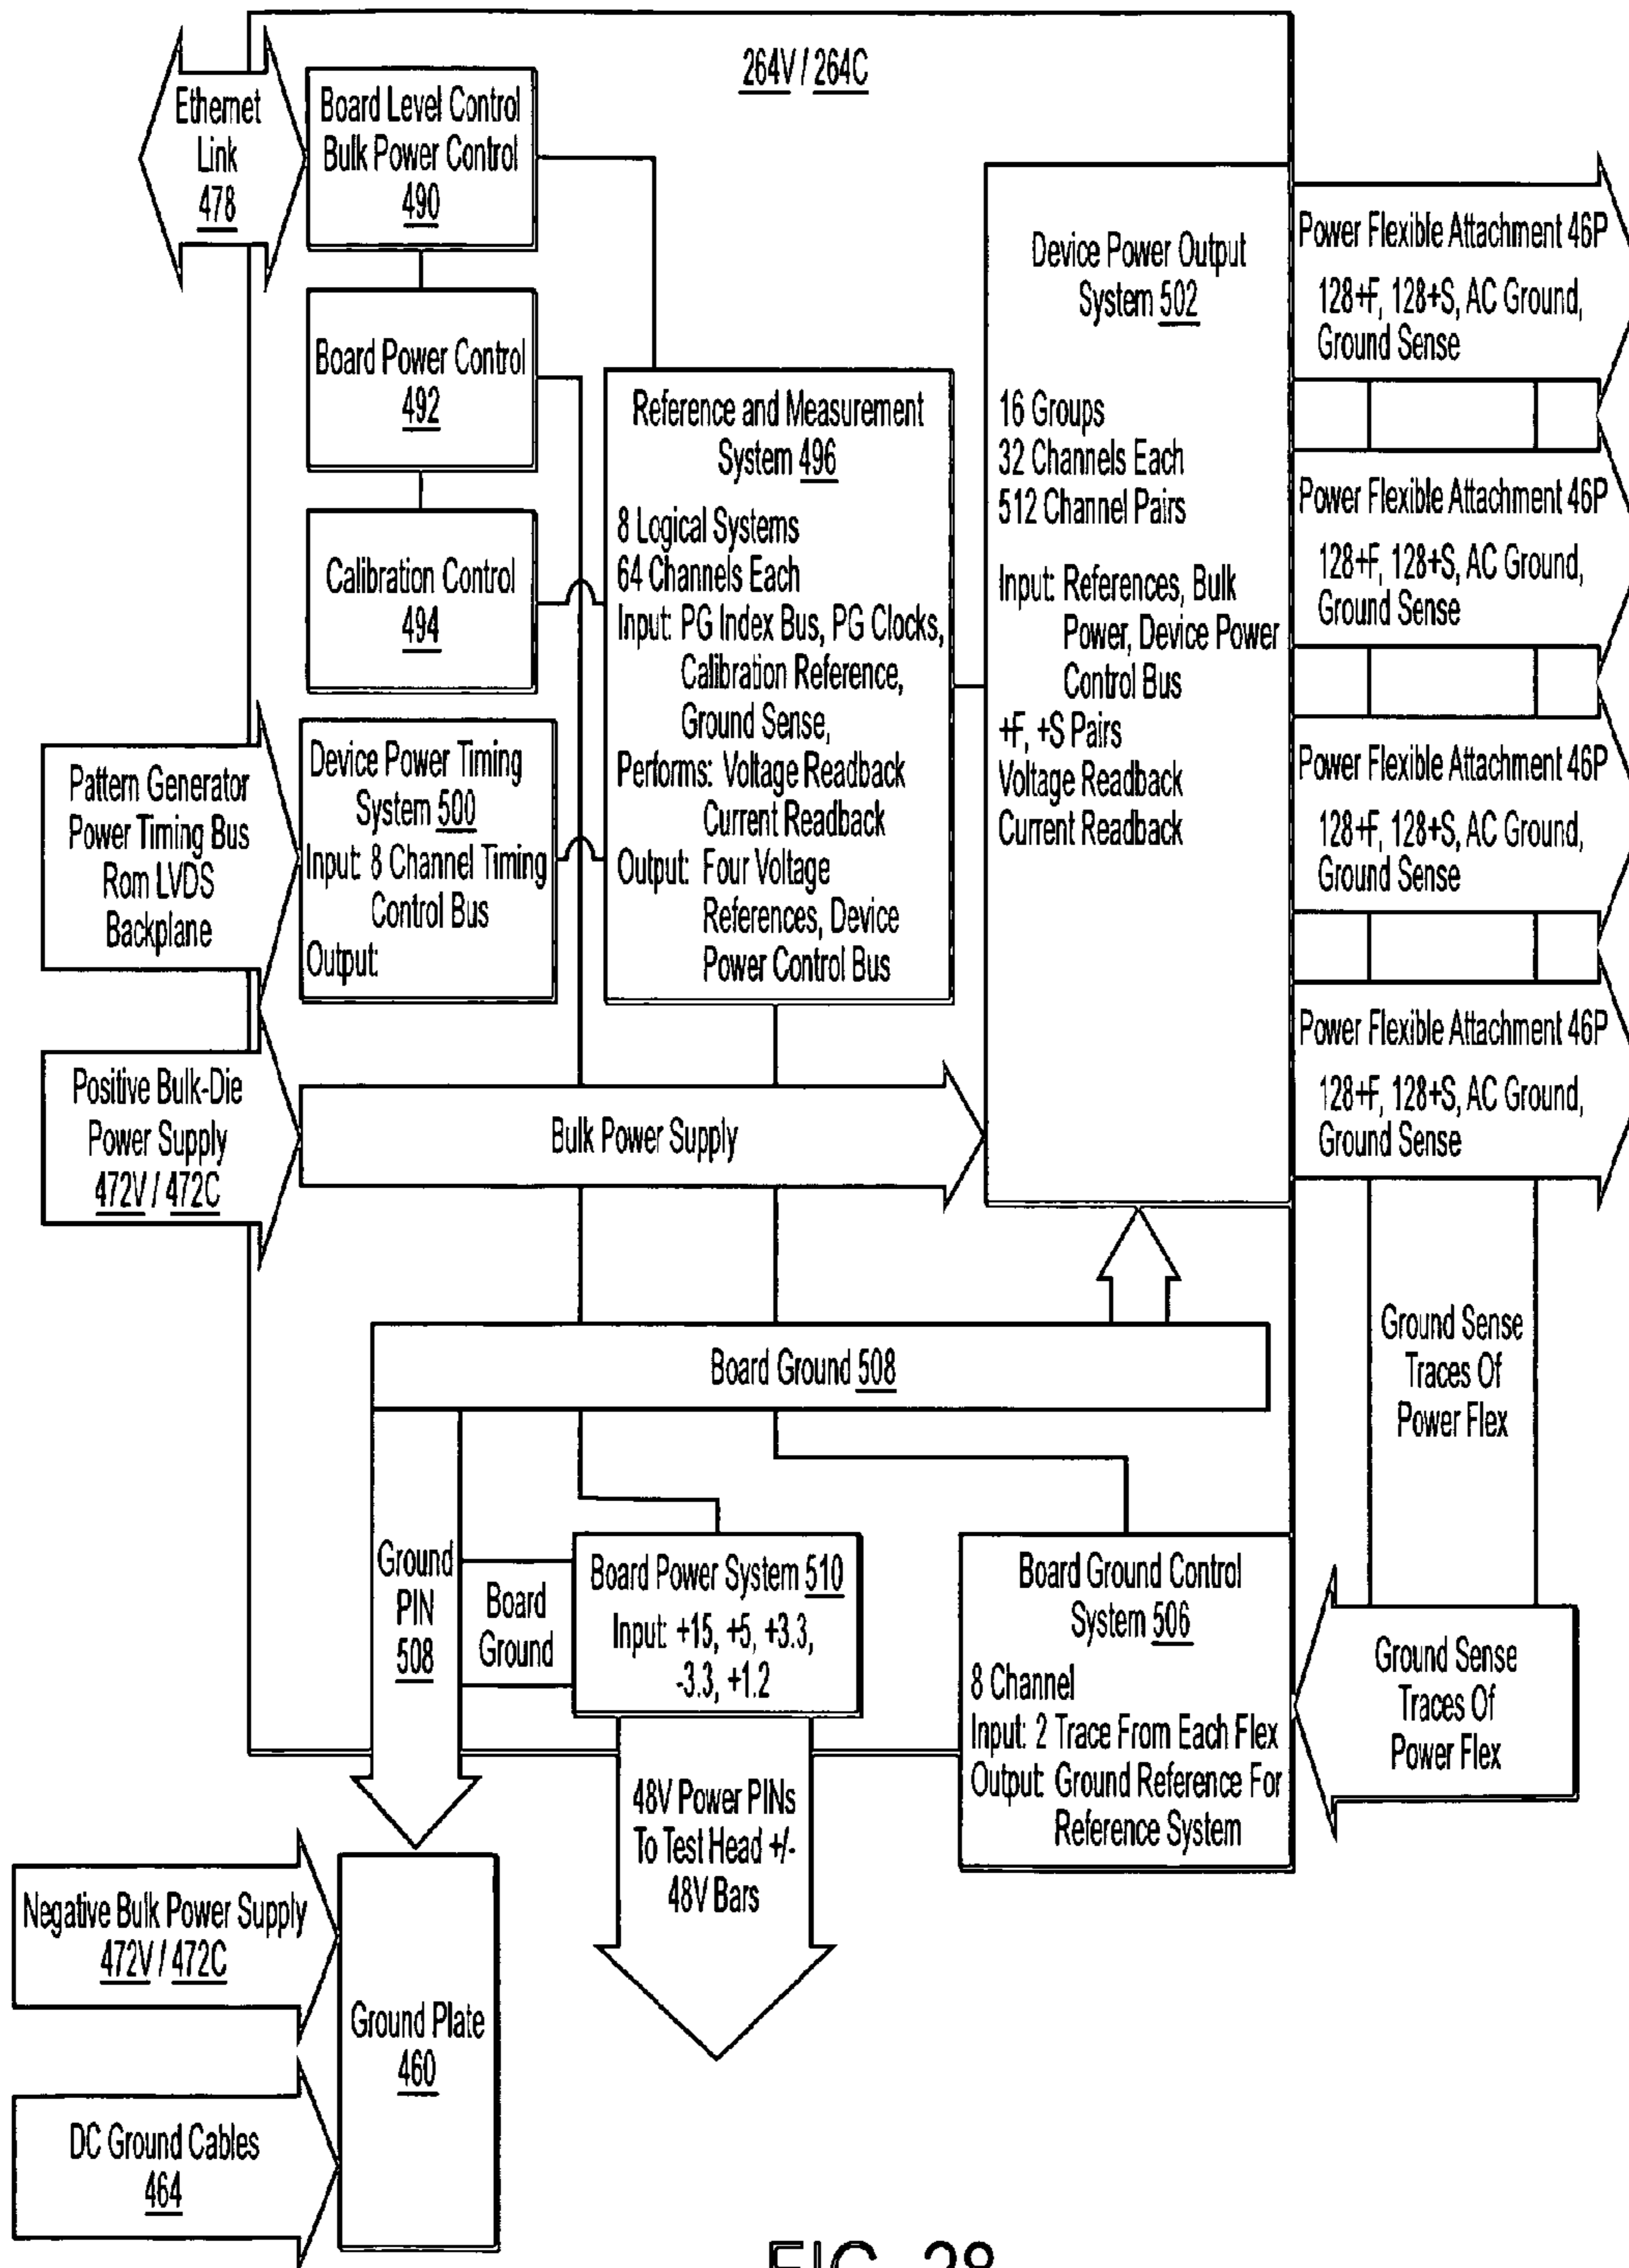 264V / 264C
Ethernet
Link
478
Board Level Control
Bulk Power Control
490
Board Power Control
492
Calibration Control
494
Pattern Generator
Power Timing Bus
Rom LVDS
Backplane
Device Power Timing
System 500
Input: 8 Channel Timing
Control Bus
Output:
Reference and Measurement
System 496
8 Logical Systems
64 Channels Each
Input: PG Index Bus, PG Clocks,
Calibration Reference,
Ground Sense,
Performs: Voltage Readback
Current Readback
Output: Four Voltage
References, Device
Power Control Bus
Device Power Output
System 502
16 Groups
32 Channels Each
512 Channel Pairs
Input: References, Bulk
Power, Device Power
Control Bus
+F, +S Pairs
Voltage Readback
Current Readback
Power Flexible Attachment 46P
128+F, 128+S, AC Ground,
Ground Sense
Power Flexible Attachment 46P
128+F, 128+S, AC Ground,
Ground Sense
Power Flexible Attachment 46P
128+F, 128+S, AC Ground,
Ground Sense
Power Flexible Attachment 46P
128+F, 128+S, AC Ground,
Ground Sense
Positive Bulk-Die
Power Supply
472V / 472C
Bulk Power Supply
Board Ground 508
Ground Sense
Traces Of
Power Flex
Ground
PIN
508
Board
Ground
Board Power System 510
Input: +15, +5, +3.3,
-3.3, +1.2
Board Ground Control
System 506
8 Channel
Input: 2 Trace From Each Flex
Output: Ground Reference For
Reference System
Ground Sense
Traces Of
Power Flex
48V Power PINs
To Test Head +/-
48V Bars
Negative Bulk Power Supply
472V / 472C
Ground Plate
460
DC Ground Cables
464
FIG. 28